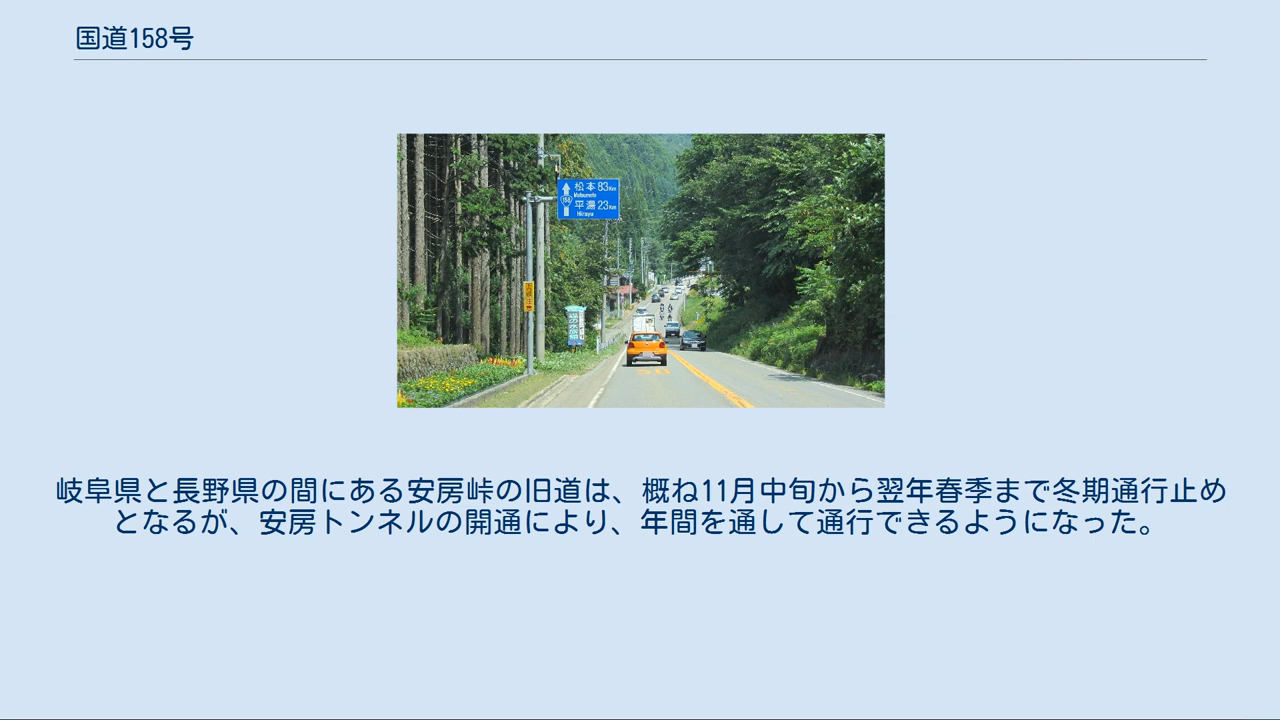 国道158号
松本 83Km
Matsumoto
158
平湯 23Km
Hirayu
50
岐阜県と長野県の間にある安房峠の旧道は、概ね11月中旬から翌年春季まで冬期通行止め
となるが、安房トンネルの開通により、年間を通して通行できるようになった。